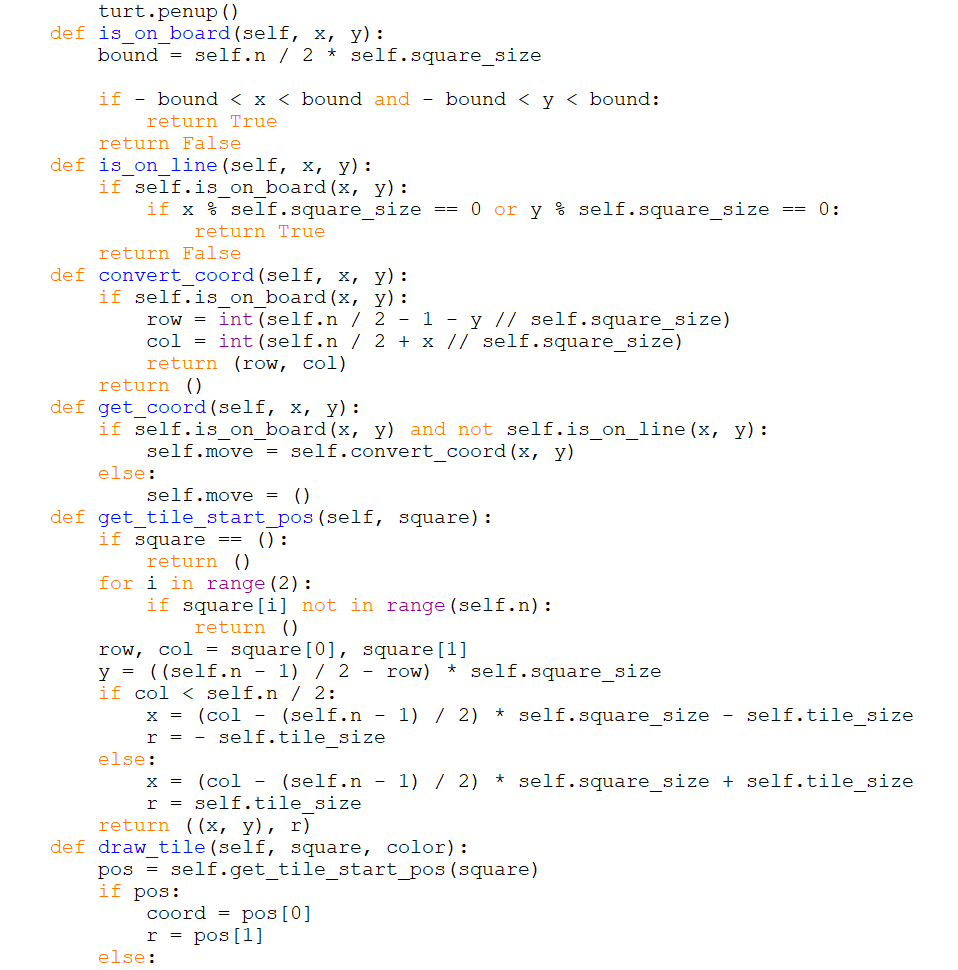 turt.penup()
    def is_on_board(self, x, y):
        bound = self.n / 2 * self.square_size

        if - bound < x < bound and - bound < y < bound:
            return True
        return False
    def is_on_line(self, x, y):
        if self.is_on_board(x, y):
            if x % self.square_size == 0 or y % self.square_size == 0:
                return True
        return False
    def convert_coord(self, x, y):
        if self.is_on_board(x, y):
            row = int(self.n / 2 - 1 - y // self.square_size)
            col = int(self.n / 2 + x // self.square_size)
            return (row, col)
        return ()
    def get_coord(self, x, y):
        if self.is_on_board(x, y) and not self.is_on_line(x, y):
            self.move = self.convert_coord(x, y)
        else:
            self.move = ()
    def get_tile_start_pos(self, square):
        if square == ():
            return ()
        for i in range(2):
            if square[i] not in range(self.n):
                return ()
        row, col = square[0], square[1]
        y = ((self.n - 1) / 2 - row) * self.square_size
        if col < self.n / 2:
            x = (col - (self.n - 1) / 2) * self.square_size - self.tile_size
            r = - self.tile_size
        else:
            x = (col - (self.n - 1) / 2) * self.square_size + self.tile_size
            r = self.tile_size
        return ((x, y), r)
    def draw_tile(self, square, color):
        pos = self.get_tile_start_pos(square)
        if pos:
            coord = pos[0]
            r = pos[1]
        else: